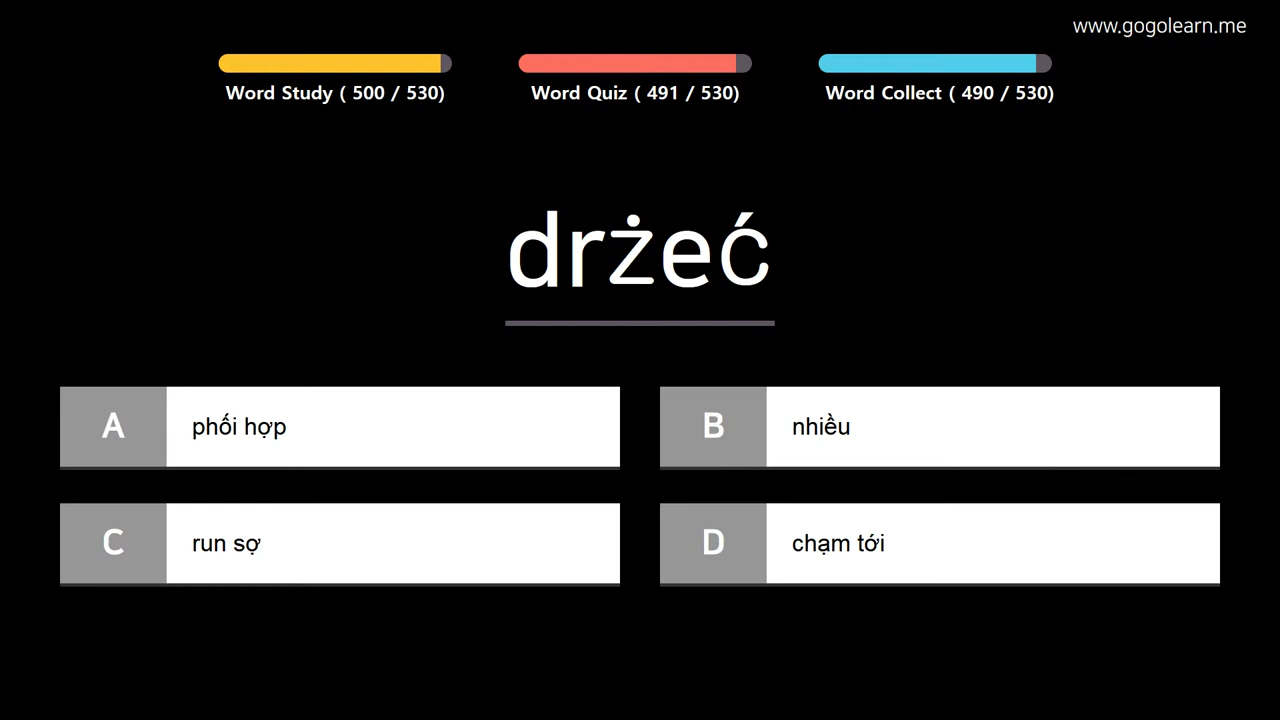 www.gogolearn.me
Word Study ( 500 / 530)
Word Quiz ( 491 / 530)
Word Collect ( 490 / 530)
drżeć
A phối hợp
B nhiều
C run sợ
D chạm tới